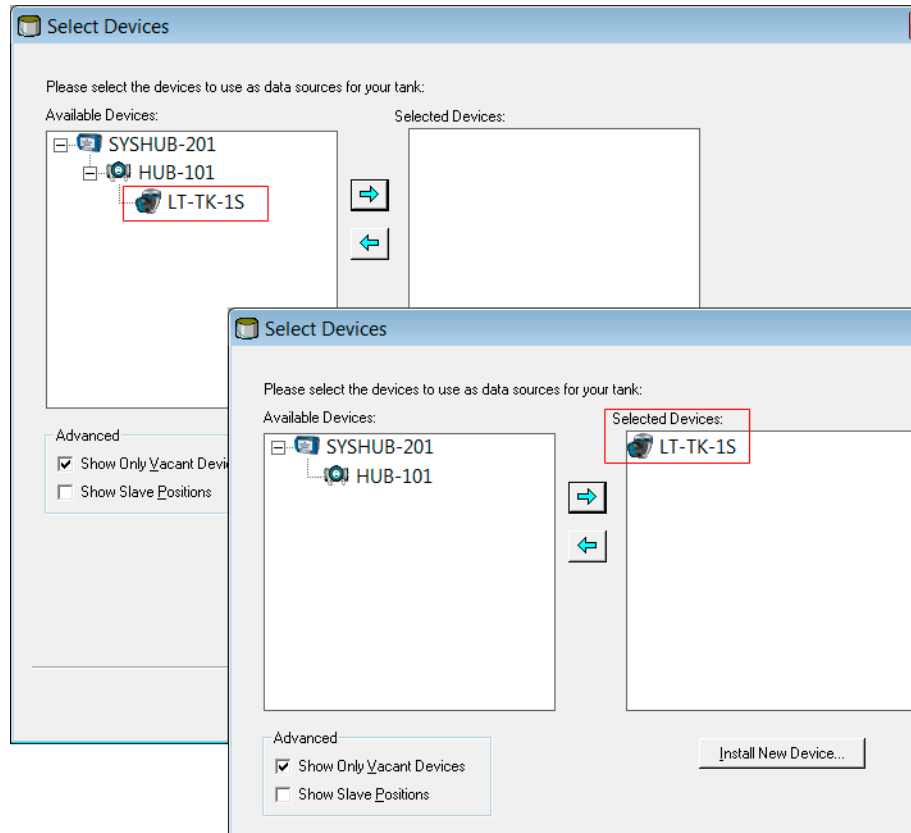 Select Devices
Please select the devices to use as data sources for your tank:
Available Devices:
Selected Devices:
SYSHUB-201
HUB-101
LT-TK-1S
Advanced
Show Only Vacant Devi
Show Slave Positions
Select Devices
Please select the devices to use as data sources for your tank:
Available Devices:
Selected Devices:
SYSHUB-201
LT-TK-1S
HUB-101
Advanced
Show Only Vacant Devices
Show Slave Positions
Install New Device...